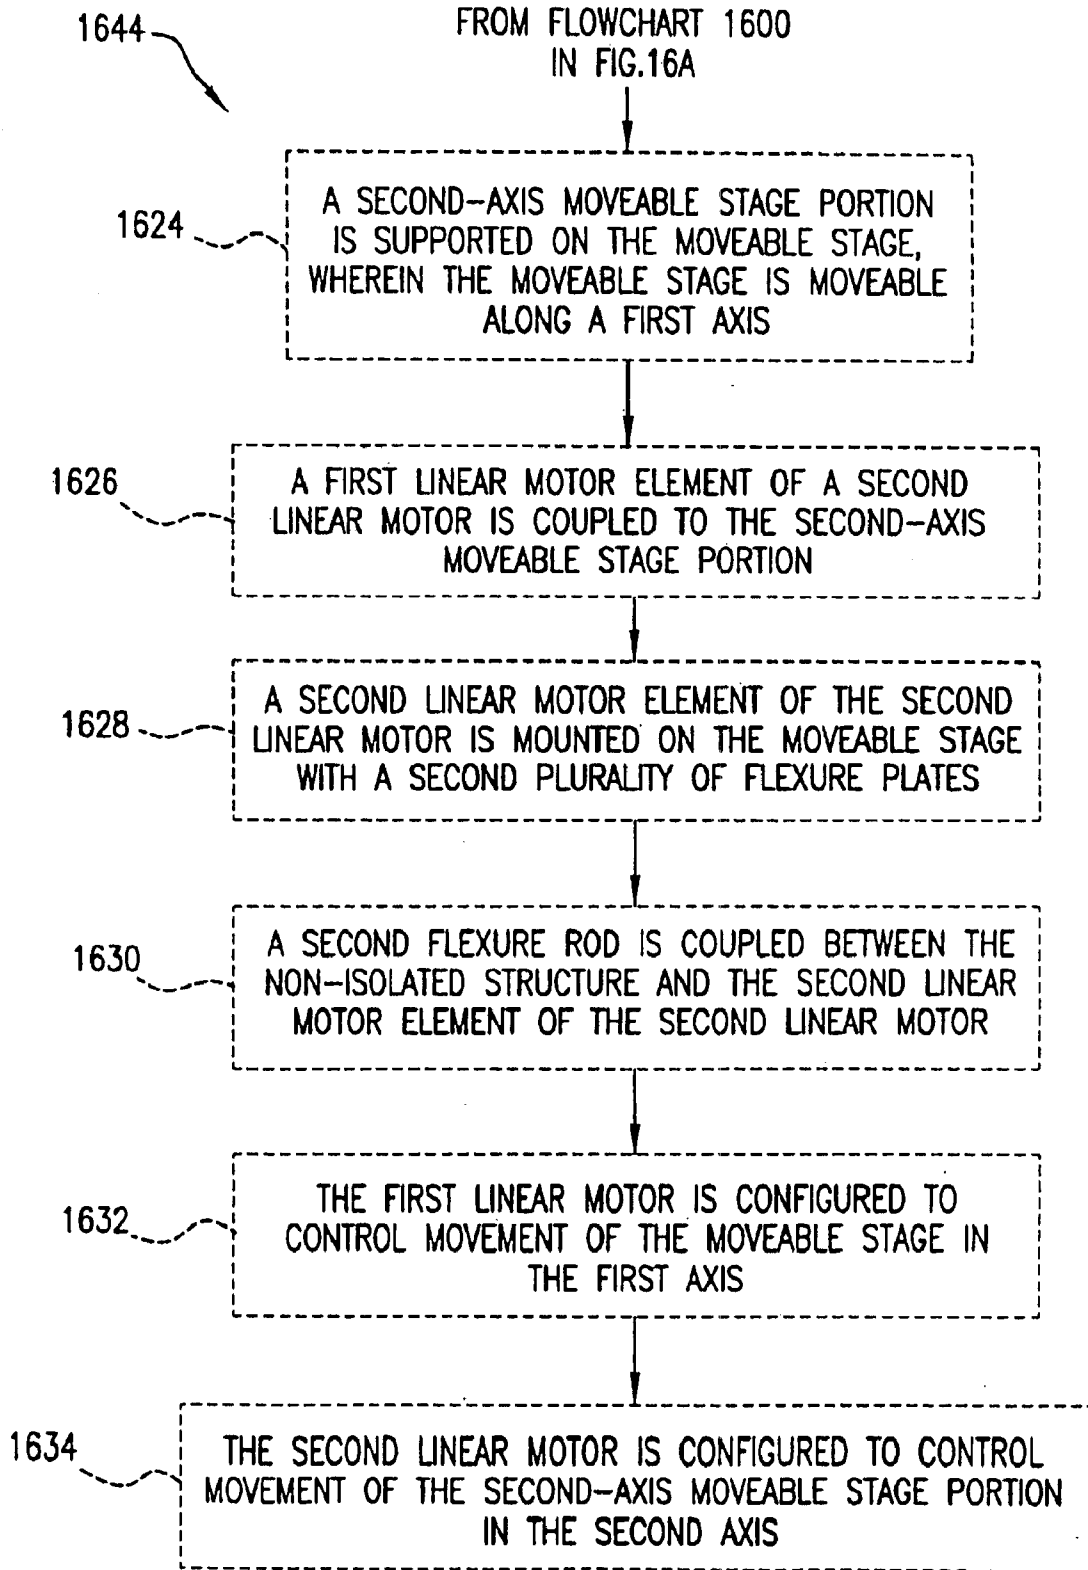 1644
FROM FLOWCHART 1600
IN FIG.16A
1624
A SECOND-AXIS MOVEABLE STAGE PORTION
IS SUPPORTED ON THE MOVEABLE STAGE,
WHEREIN THE MOVEABLE STAGE IS MOVEABLE
ALONG A FIRST AXIS
1626
A FIRST LINEAR MOTOR ELEMENT OF A SECOND
LINEAR MOTOR IS COUPLED TO THE SECOND-AXIS
MOVEABLE STAGE PORTION
1628
A SECOND LINEAR MOTOR ELEMENT OF THE SECOND
LINEAR MOTOR IS MOUNTED ON THE MOVEABLE STAGE
WITH A SECOND PLURALITY OF FLEXURE PLATES
1630
A SECOND FLEXURE ROD IS COUPLED BETWEEN THE
NON-ISOLATED STRUCTURE AND THE SECOND LINEAR
MOTOR ELEMENT OF THE SECOND LINEAR MOTOR
1632
THE FIRST LINEAR MOTOR IS CONFIGURED TO
CONTROL MOVEMENT OF THE MOVEABLE STAGE IN
THE FIRST AXIS
1634
THE SECOND LINEAR MOTOR IS CONFIGURED TO CONTROL
MOVEMENT OF THE SECOND-AXIS MOVEABLE STAGE PORTION
IN THE SECOND AXIS